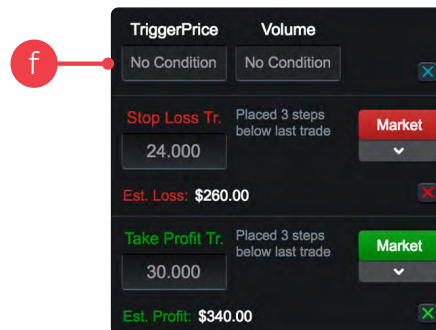 TriggerPrice Volume
f
No Condition No Condition
Stop Loss Tr. Placed 3 steps
below last trade
Market
24.000
Est. Loss: $260.00
Take Profit Tr. Placed 3 steps
below last trade
Market
30.000
Est. Profit: $340.00